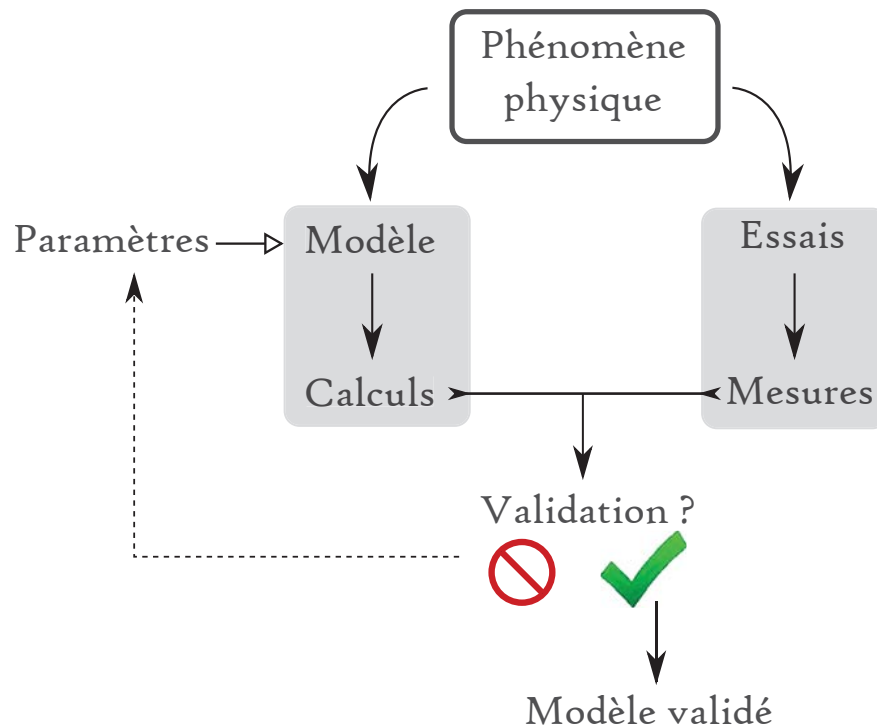 Phénomène
physique
Paramètres
Modèle
Essais
Calculs
Mesures
Validation ?
Modèle validé